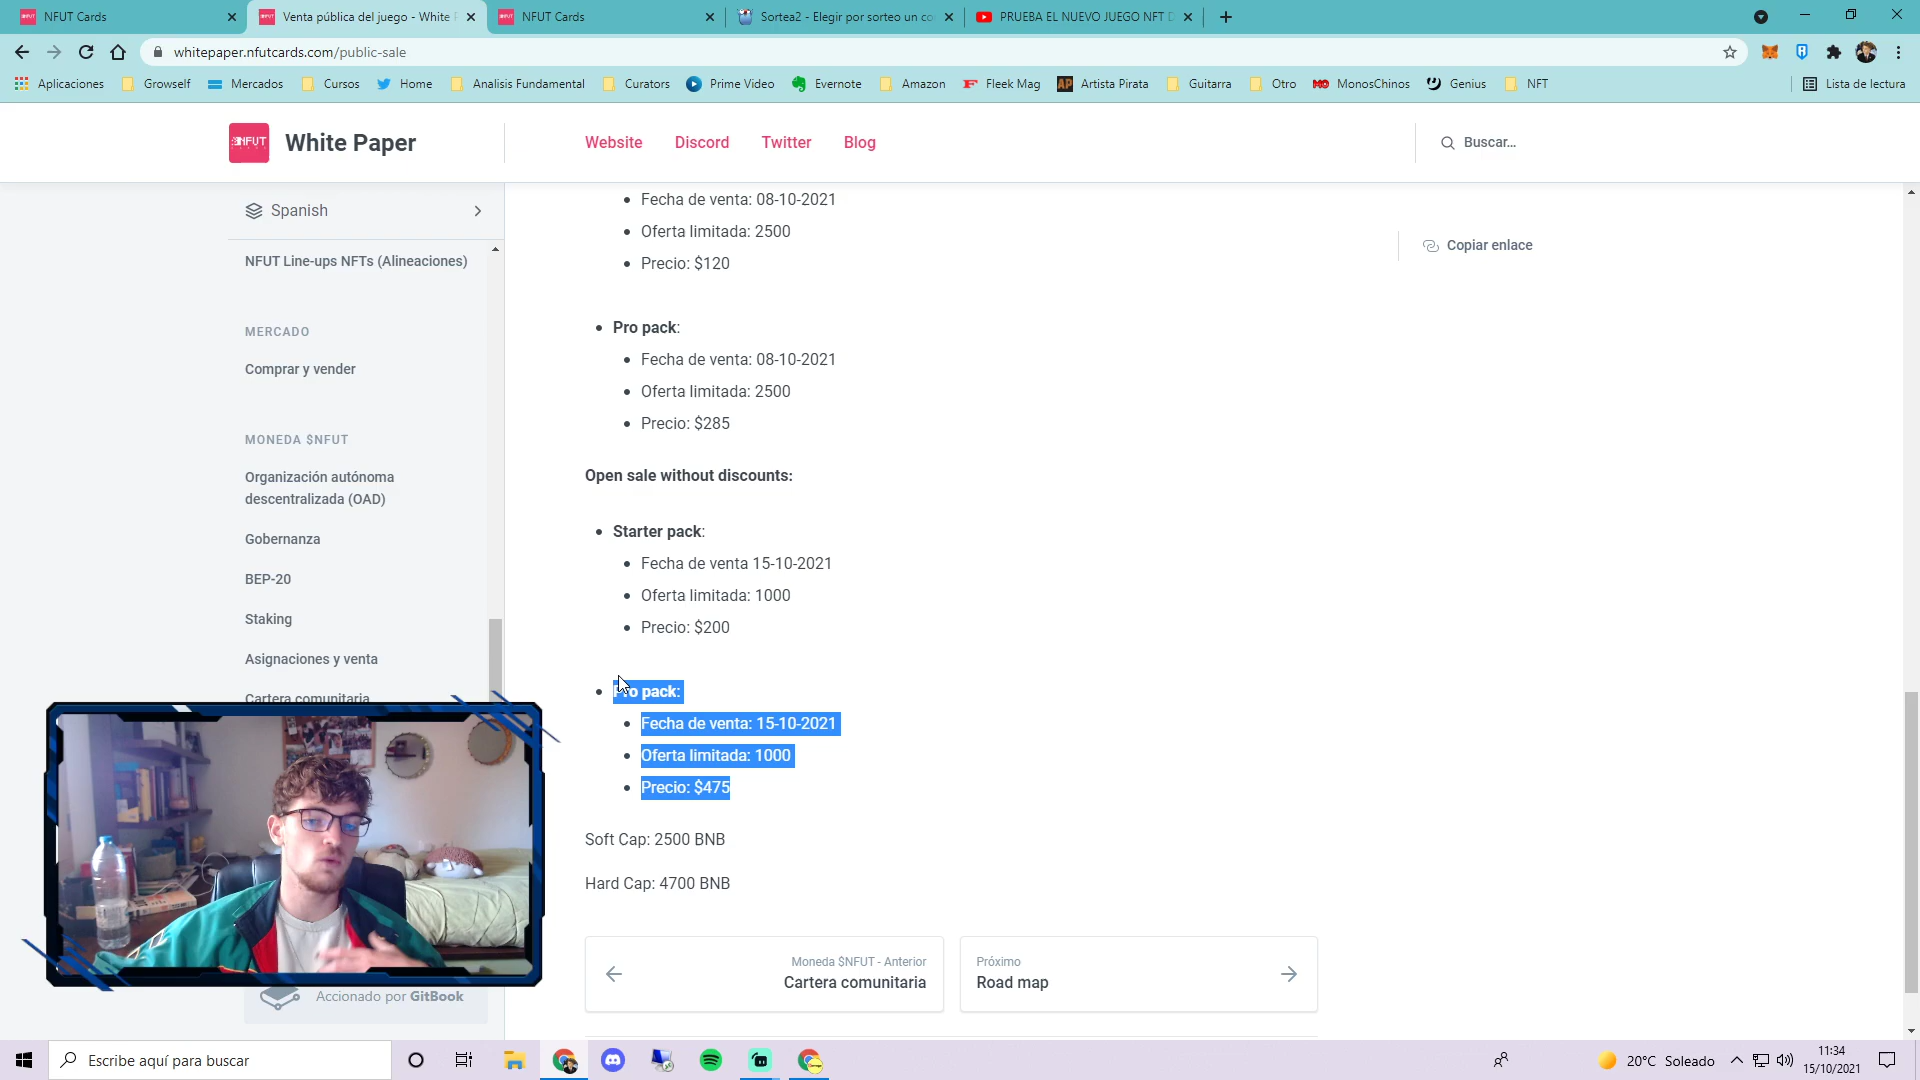 NFUT Cards
Venta pública del juego - White
NFUT Cards
Sortea2 - Elegir por sorteo un co
PRUEBA EL NUEVO JUEGO NFT
whitepaper.nfutcards.com/public-sale
Aplicaciones
Growself
Mercados
Cursos
Home
Analisis Fundamental
Curators
Prime Video
Evernote
Amazon
Fleek Mag
Artista Pirata
Guitarra
Otro
MonosChinos
Genius
NFT
Lista de lectura
NFUT
White Paper
Website
Discord
Twitter
Blog
Buscar...
Spanish
NFUT Line-ups NFTs (Alineaciones)
MERCADO
Comprar y vender
MONEDA $NFUT
Organización autónoma
descentralizada (OAD)
Gobernanza
BEP-20
Staking
Asignaciones y venta
Cartera comunitaria
Accionado por GitBook
Fecha de venta: 08-10-2021
Oferta limitada: 2500
Precio: $120
Pro pack:
Fecha de venta: 08-10-2021
Oferta limitada: 2500
Precio: $285
Open sale without discounts:
Starter pack:
Fecha de venta 15-10-2021
Oferta limitada: 1000
Precio: $200
Pro pack:
Fecha de venta: 15-10-2021
Oferta limitada: 1000
Precio: $475
Soft Cap: 2500 BNB
Hard Cap: 4700 BNB
Moneda $NFUT - Anterior
Cartera comunitaria
Próximo
Road map
Copiar enlace
Escribe aquí para buscar
20°C Soleado
11:34
15/10/2021